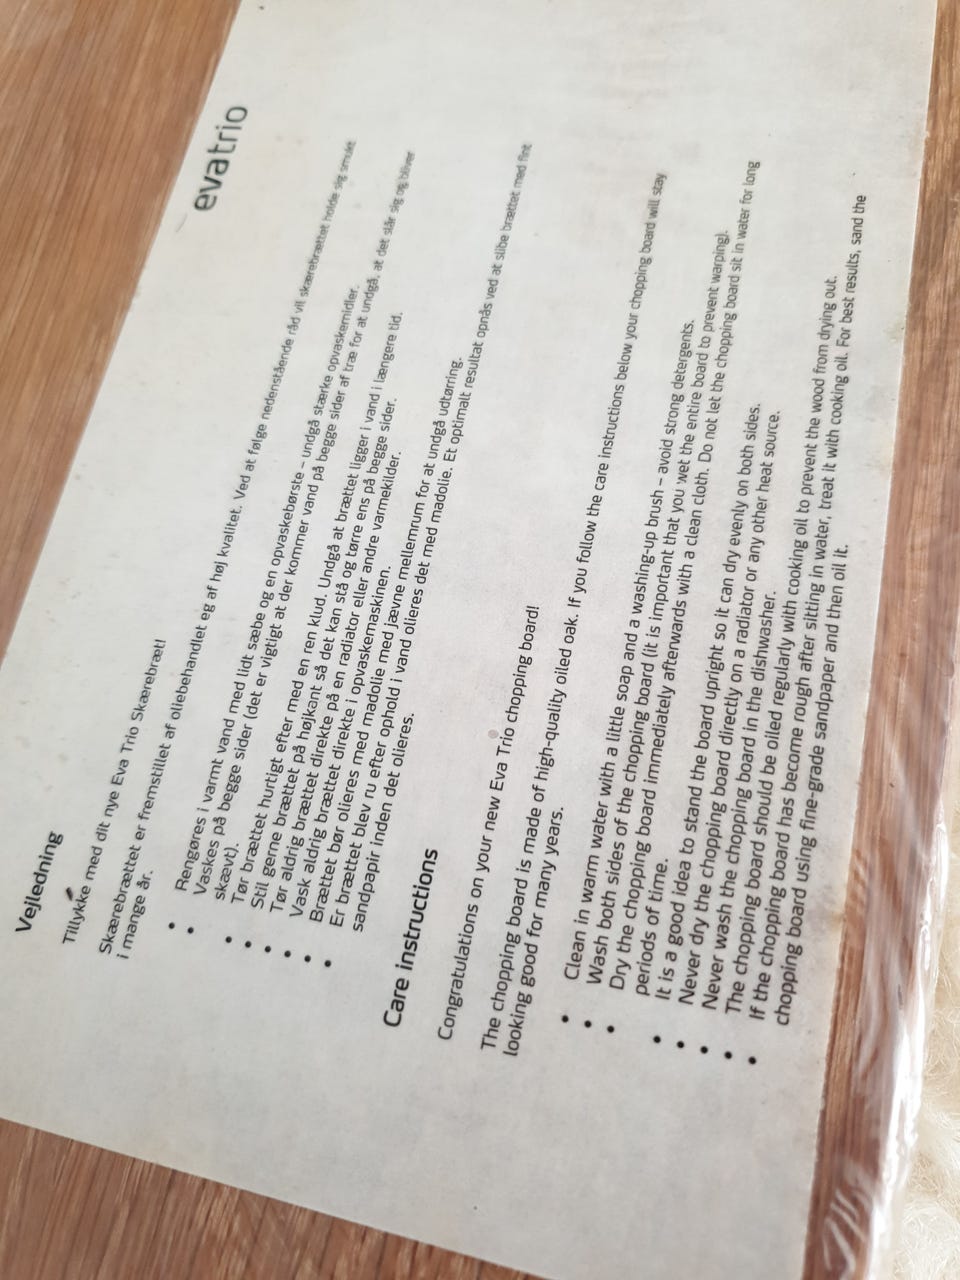 evatrio
Vejledning
Tillykke med dit nye Eva Trio Skærebræt!
Skærebrættet er fremstillet af oliebehandlet eg af høj kvalitet. Ved at følge nedenstående råd vil skærebrættet holde sig smukt
i mange år.
• Rengøres i varmt vand med lidt sæbe og en opvaskebørste – undgå stærke opvaskemidler.
• Vaskes på begge sider (det er vigtigt at der kommer vand på begge sider af træ for at undgå, at det slår sig og bliver
skævt).
• Tør brættet hurtigt efter med en ren klud. Undgå at brættet ligger i vand i længere tid.
• Stil gerne brættet på højkant så det kan stå og tørre ens på begge sider.
• Tør aldrig brættet direkte på en radiator eller andre varmekilder.
• Vask aldrig brættet direkte i opvaskemaskinen.
• Brættet bør olieres med madolie med jævne mellemrum for at undgå udtørring.
• Er brættet blev ru efter ophold i vand olieres det med madolie. Et optimalt resultat opnås ved at slibe brættet med fint
sandpapir inden det olieres.
Care instructions
Congratulations on your new Eva Trio chopping board!
The chopping board is made of high-quality oiled oak. If you follow the care instructions below your chopping board will stay
looking good for many years.
• Clean in warm water with a little soap and a washing-up brush – avoid strong detergents.
• Wash both sides of the chopping board (it is important that you wet the entire board to prevent warping).
• Dry the chopping board immediately afterwards with a clean cloth. Do not let the chopping board sit in water for long
periods of time.
• It is a good idea to stand the board upright so it can dry evenly on both sides.
• Never dry the chopping board directly on a radiator or any other heat source.
• Never wash the chopping board in the dishwasher.
• The chopping board should be oiled regularly with cooking oil to prevent the wood from drying out.
• If the chopping board has become rough after sitting in water, treat it with cooking oil. For best results, sand the
chopping board using fine-grade sandpaper and then oil it.